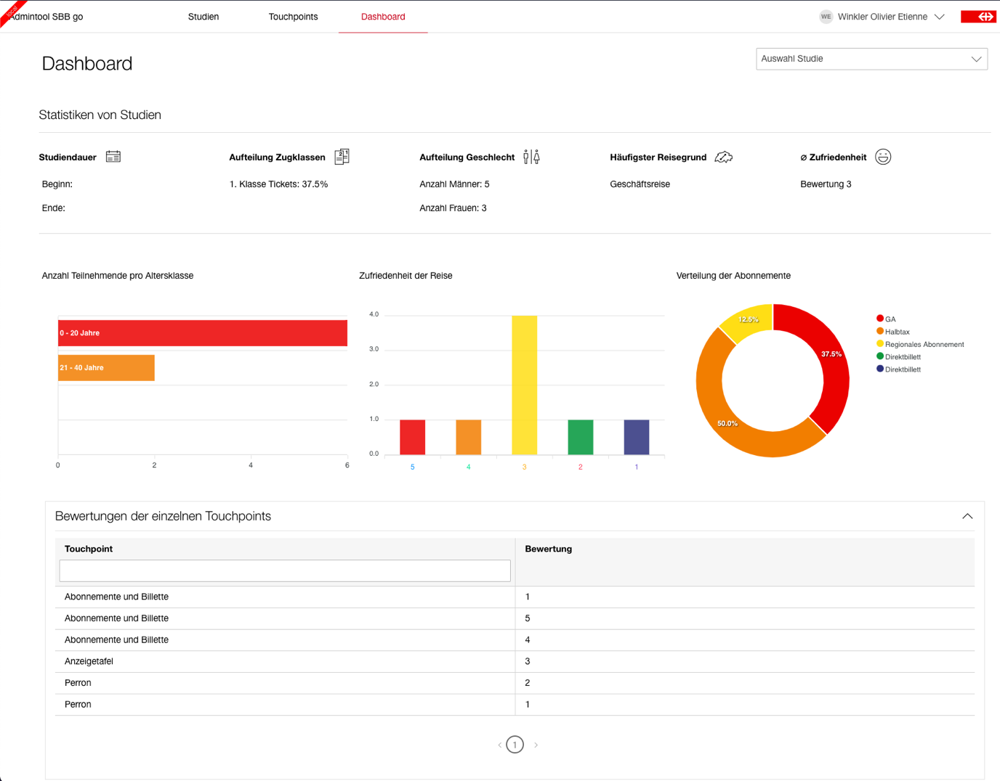 local
Admintool SBB go
Studien
Touchpoints
Dashboard
WE
Winkler Olivier Etienne
Dashboard
Auswahl Studie
Statistiken von Studien
Studiendauer
Aufteilung Zugklassen
2 1
Aufteilung Geschlecht
Häufigster Reisegrund
⌀ Zufriedenheit
Beginn:
1. Klasse Tickets: 37.5%
Anzahl Männer: 5
Geschäftsreise
Bewertung 3
Ende:
Anzahl Frauen: 3
Anzahl Teilnehmende pro Altersklasse
0 - 20 Jahre
21 - 40 Jahre
0 2 4 6
Zufriedenheit der Reise
4.0
3.0
2.0
1.0
0.0
5 4 3 2 1
Verteilung der Abonnemente
12.5%
37.5%
50.0%
GA
Halbtax
Regionales Abonnement
Direktbillett
Direktbillett
Bewertungen der einzelnen Touchpoints
Touchpoint Bewertung
Abonnemente und Billette 1
Abonnemente und Billette 5
Abonnemente und Billette 4
Anzeigetafel 3
Perron 2
Perron 1
1